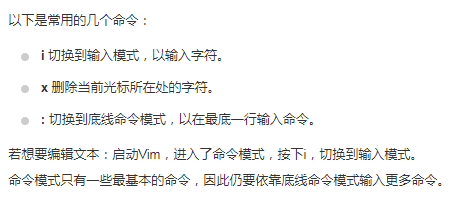 以下是常用的几个命令：
i 切换到输入模式，以输入字符。
x 删除当前光标所在处的字符。
: 切换到底线命令模式，以在最底一行输入命令。
若想要编辑文本：启动Vim，进入了命令模式，按下i，切换到输入模式。
命令模式只有一些最基本的命令，因此仍要依靠底线命令模式输入更多命令。